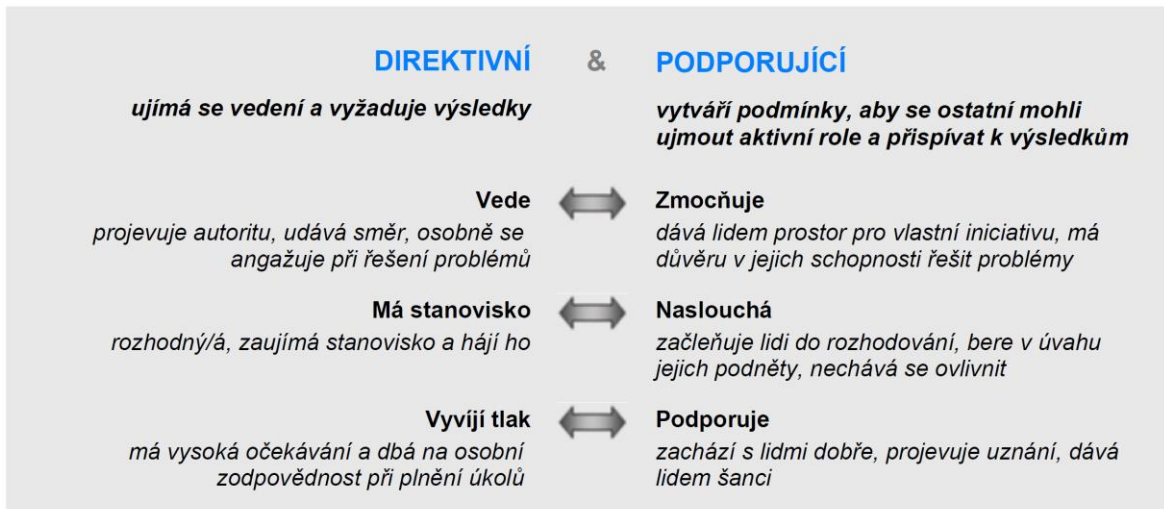 DIREKTIVNÍ & PODPORUJÍCÍ
ujímá se vedení a vyžaduje výsledky
vytváří podmínky, aby se ostatní mohli
ujmout aktivní role a přispívat k výsledkům
Vede
projevuje autoritu, udává směr, osobně se
angažuje při řešení problémů
Zmocňuje
dává lidem prostor pro vlastní iniciativu, má
důvěru v jejich schopnosti řešit problémy
Má stanovisko
rozhodný/á, zaujímá stanovisko a hájí ho
Naslouchá
začleňuje lidi do rozhodování, bere v úvahu
jejich podněty, nechává se ovlivnit
Vyvíjí tlak
má vysoká očekávání a dbá na osobní
zodpovědnost při plnění úkolů
Podporuje
zachází s lidmi dobře, projevuje uznání, dává
lidem šanci